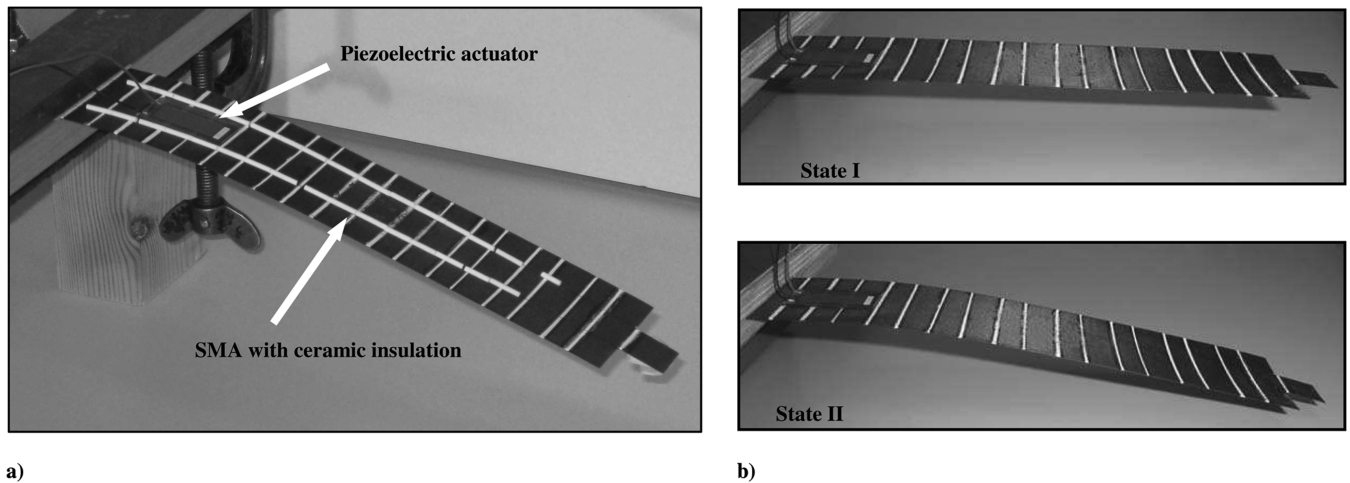 Piezoelectric actuator
SMA with ceramic insulation
a)
State I
State II
b)